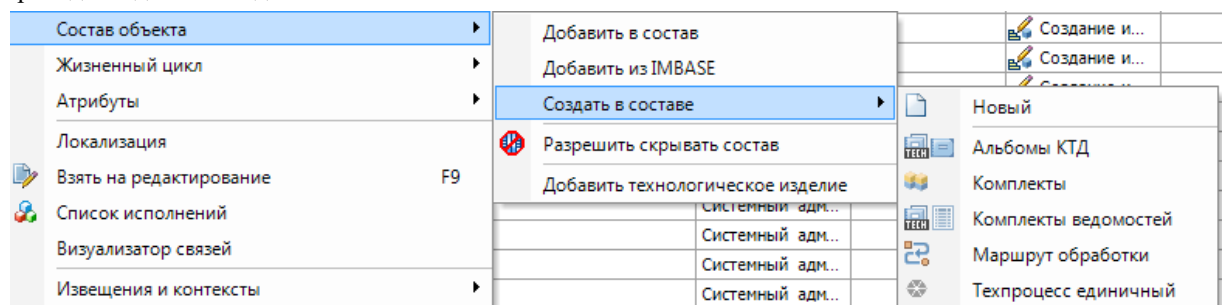 Состав объекта
Жизненный цикл
Атрибуты
Локализация
Взять на редактирование F9
Список исполнений
Визуализатор связей
Извещения и контексты
Добавить в состав
Добавить из IMBASE
Создать в составе
Разрешить скрывать состав
Добавить технологическое изделие
Системный адм...
Системный адм...
Системный адм...
Системный адм...
Создание и...
Создание и...
Новый
TECH Альбомы КТД
Комплекты
TECH Комплекты ведомостей
Маршрут обработки
Техпроцесс единичный